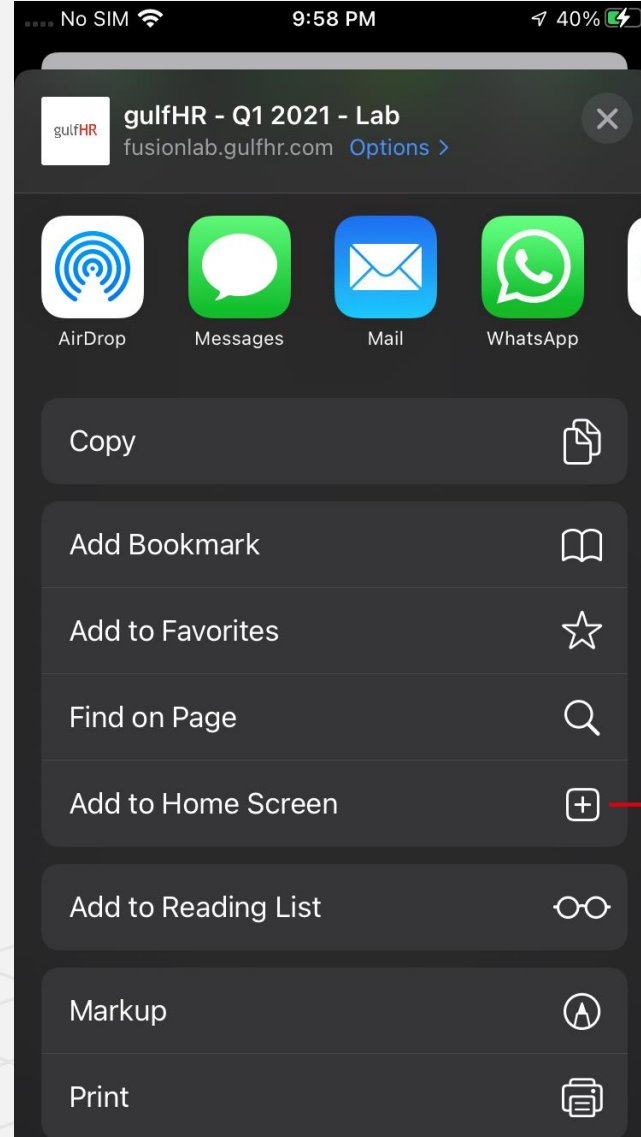 No SIM 9:58 PM 40%
gulfHR gulfHR - Q1 2021 - Lab
fusionlab.gulfhr.com Options >
AirDrop Messages Mail WhatsApp
Copy
Add Bookmark
Add to Favorites
Find on Page
Add to Home Screen
Add to Reading List
Markup
Print